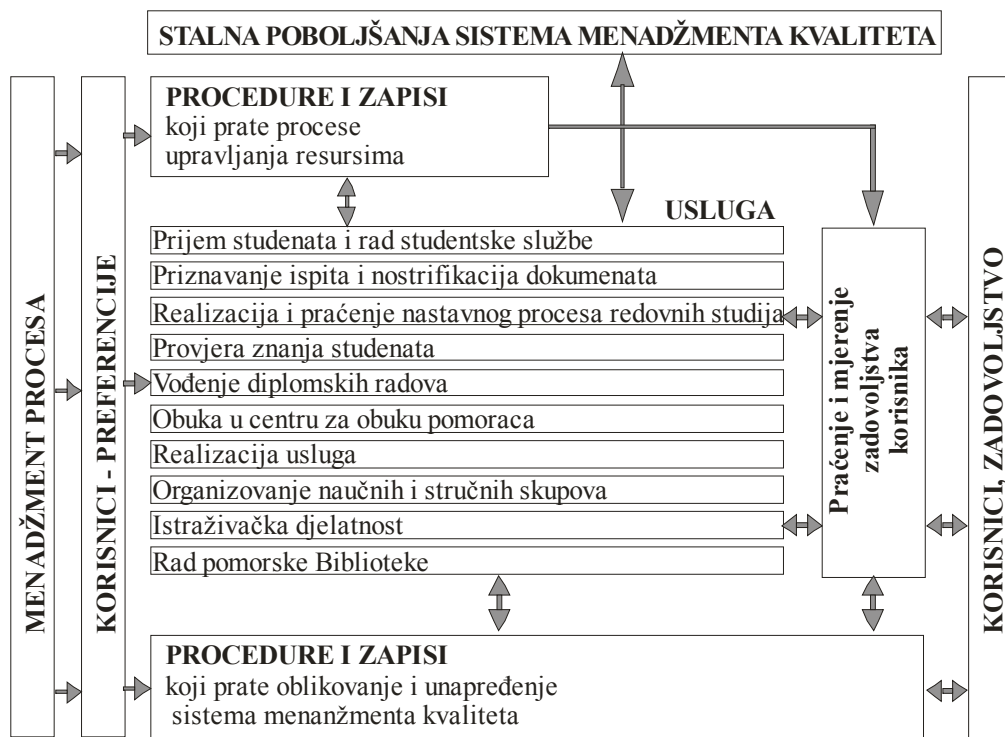 STALNA POBOLJŠANJA SISTEMA MENADŽMENTA KVALITETA
MENADŽMENT PROCESA
KORISNICI - PREFERENCIJE
PROCEDURE I ZAPISI
koji prate procese
upravljanja resursima
USLUGA
Prijem studenata i rad studentske službe
Priznavanje ispita i nostrifikacija dokumenata
Realizacija i praćenje nastavnog procesa redovnih studija
Provjera znanja studenata
Vođenje diplomskih radova
Obuka u centru za obuku pomoraca
Realizacija usluga
Organizovanje naučnih i stručnih skupova
Istraživačka djelatnost
Rad pomorske Biblioteke
Praćenje i mjerenje
zadovoljstva
korisnika
KORISNICI, ZADOVOLJSTVO
PROCEDURE I ZAPISI
koji prate oblikovanje i unapređenje
sistema menanžmenta kvaliteta